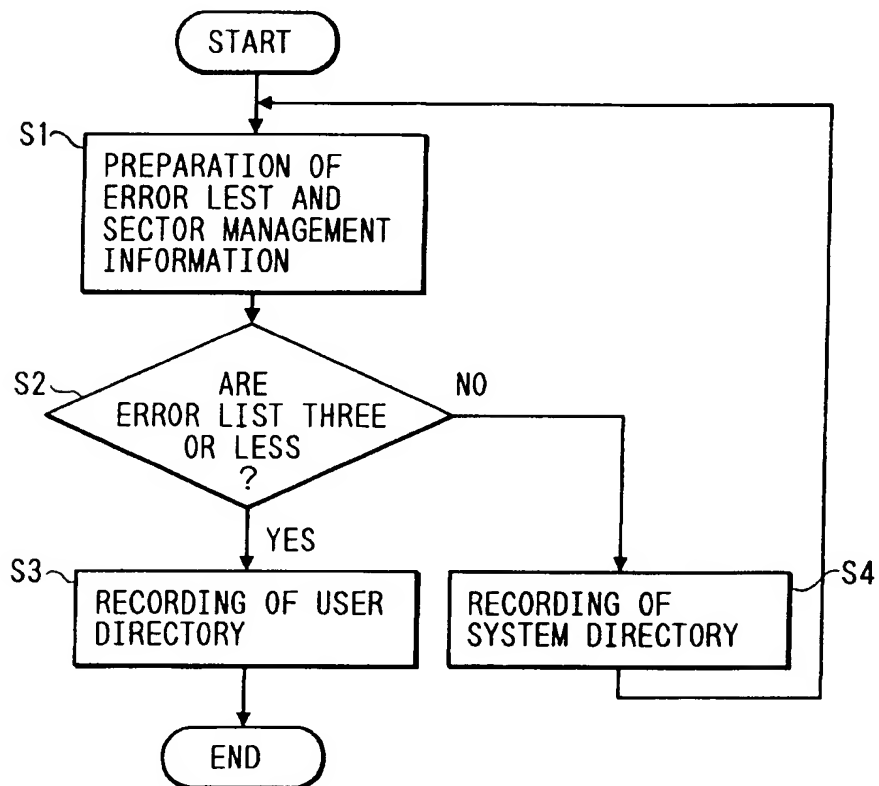 START
S1
PREPARATION OF
ERROR LEST AND
SECTOR MANAGEMENT
INFORMATION
S2
ARE
ERROR LIST THREE
OR LESS
?
NO
YES
S3
RECORDING OF USER
DIRECTORY
S4
RECORDING OF
SYSTEM DIRECTORY
END